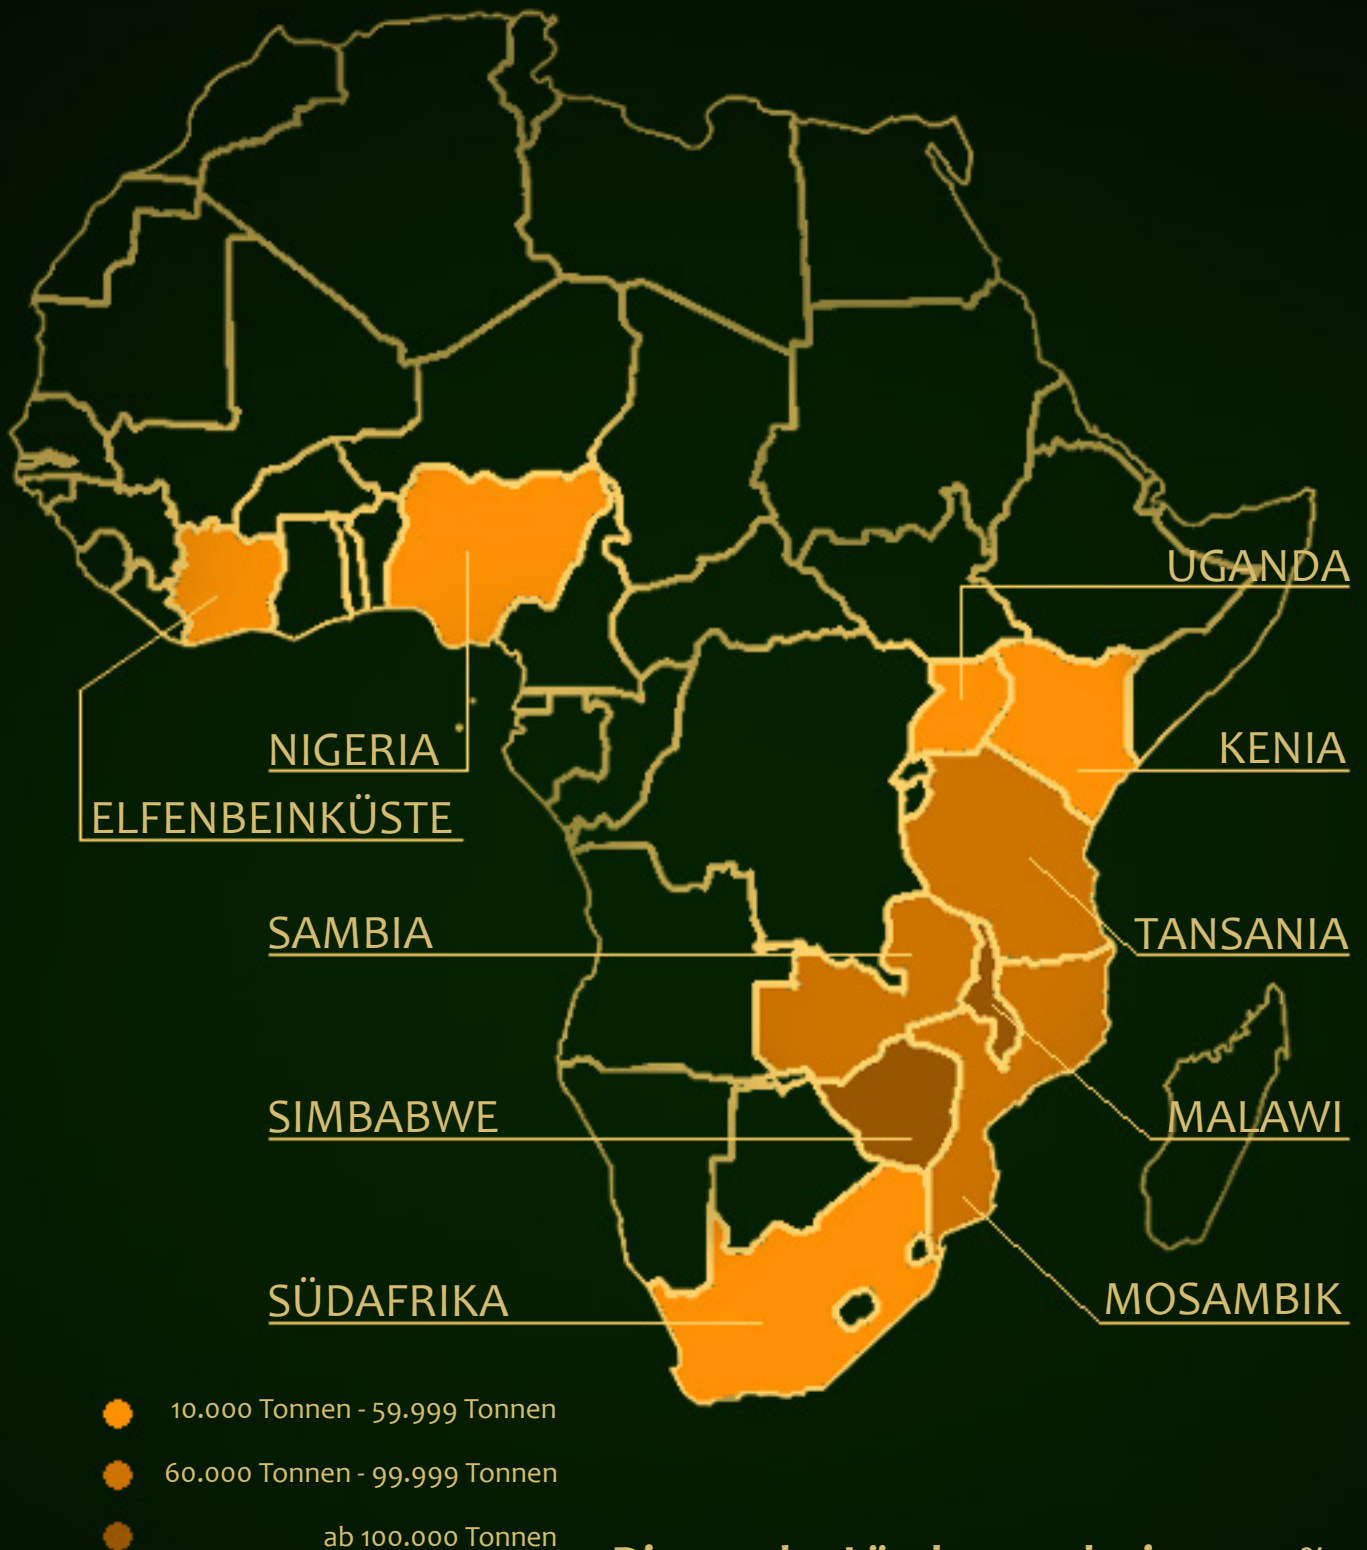 UGANDA
NIGERIA
KENIA
ELFENBEINKÜSTE
SAMBIA
TANSANIA
SIMBABWE
MALAWI
SÜDAFRIKA
MOSAMBIK
10.000 Tonnen - 59.999 Tonnen
60.000 Tonnen - 99.999 Tonnen
ab 100.000 Tonnen